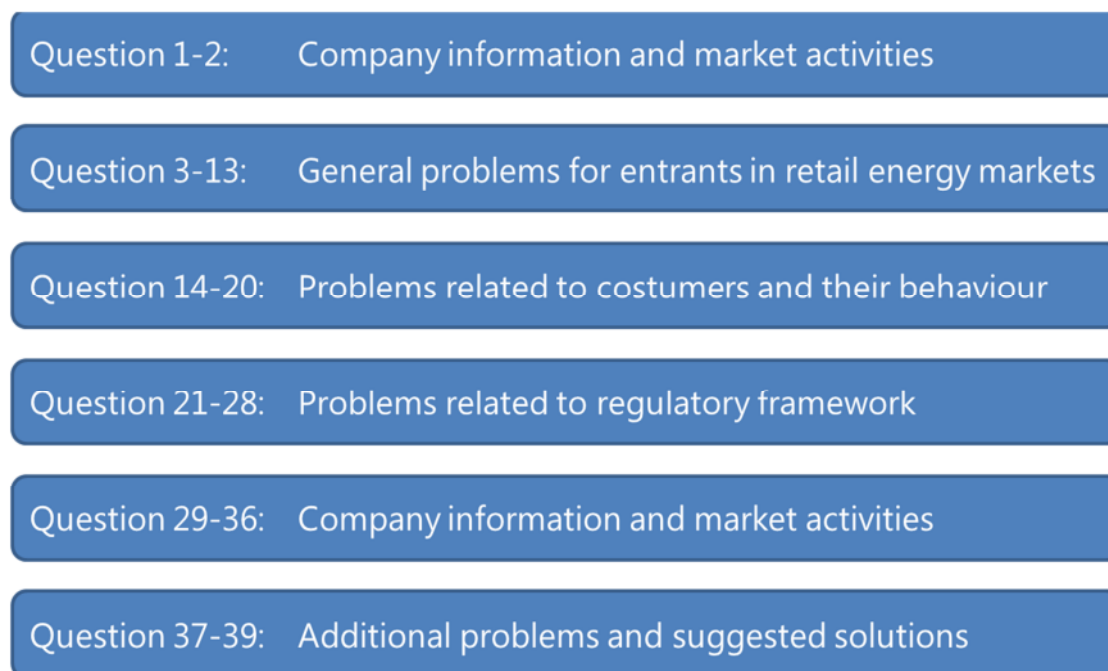 Question 1-2: Company information and market activities
Question 3-13: General problems for entrants in retail energy markets
Question 14-20: Problems related to costumers and their behaviour
Question 21-28: Problems related to regulatory framework
Question 29-36: Company information and market activities
Question 37-39: Additional problems and suggested solutions